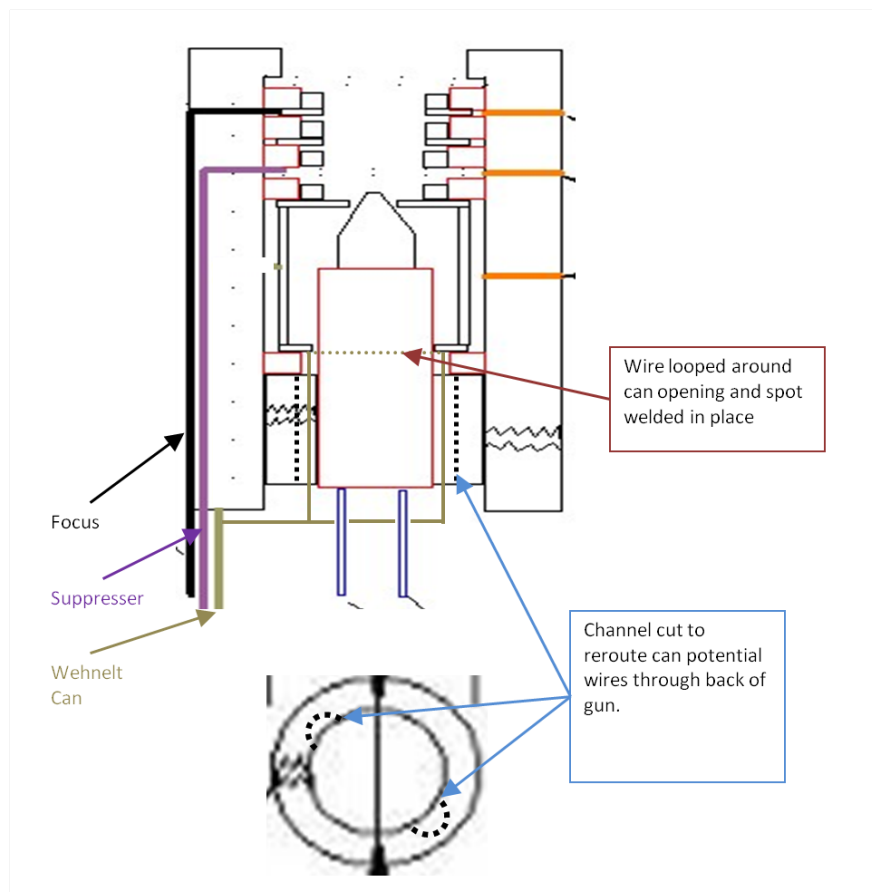 Wire looped around
can opening and spot
welded in place
Focus
Suppresser
Wehnelt
Can
Channel cut to
reroute can potential
wires through back of
gun.